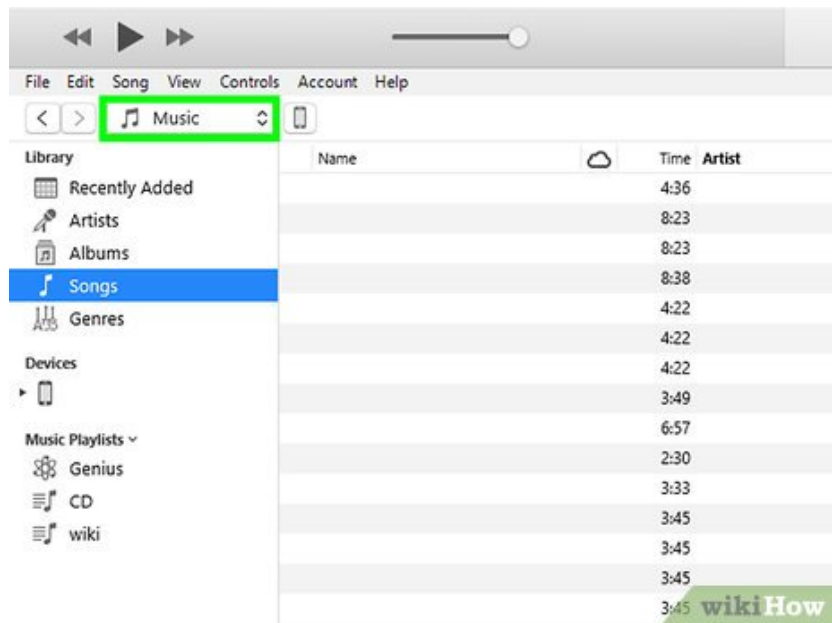 File Edit Song View Controls Account Help
< > Music
Library
Recently Added
Artists
Albums
Songs
Genres
Devices
Music Playlists
Genius
CD
wiki
Name Time Artist
4:36
8:23
8:23
8:38
4:22
4:22
4:22
3:49
6:57
2:30
3:33
3:45
3:45
3:45
3:45
wikiHow